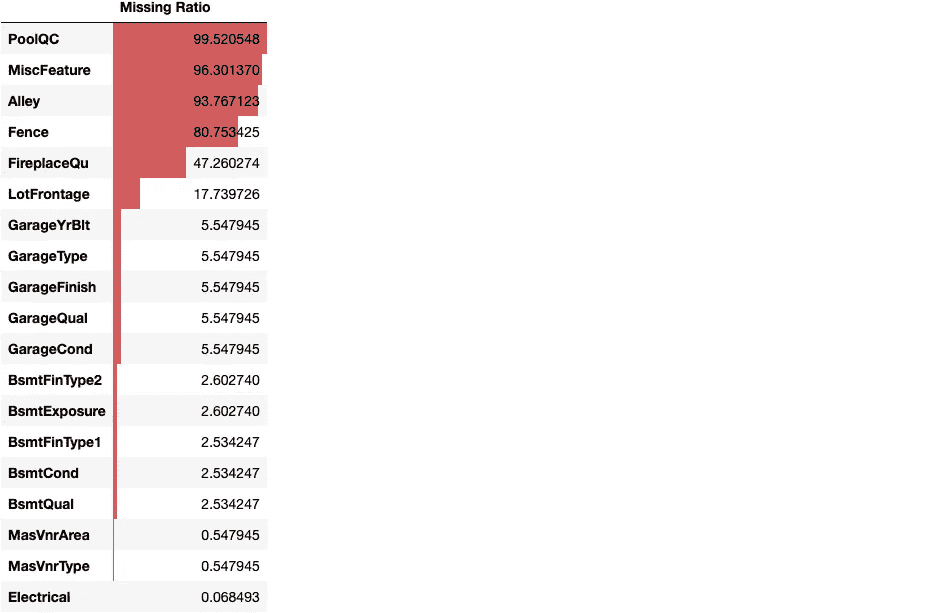 Missing Ratio
PoolQC 99.520548
MiscFeature 96.301370
Alley 93.767123
Fence 80.753425
FireplaceQu 47.260274
LotFrontage 17.739726
GarageYrBlt 5.547945
GarageType 5.547945
GarageFinish 5.547945
GarageQual 5.547945
GarageCond 5.547945
BsmtFinType2 2.602740
BsmtExposure 2.602740
BsmtFinType1 2.534247
BsmtCond 2.534247
BsmtQual 2.534247
MasVnrArea 0.547945
MasVnrType 0.547945
Electrical 0.068493